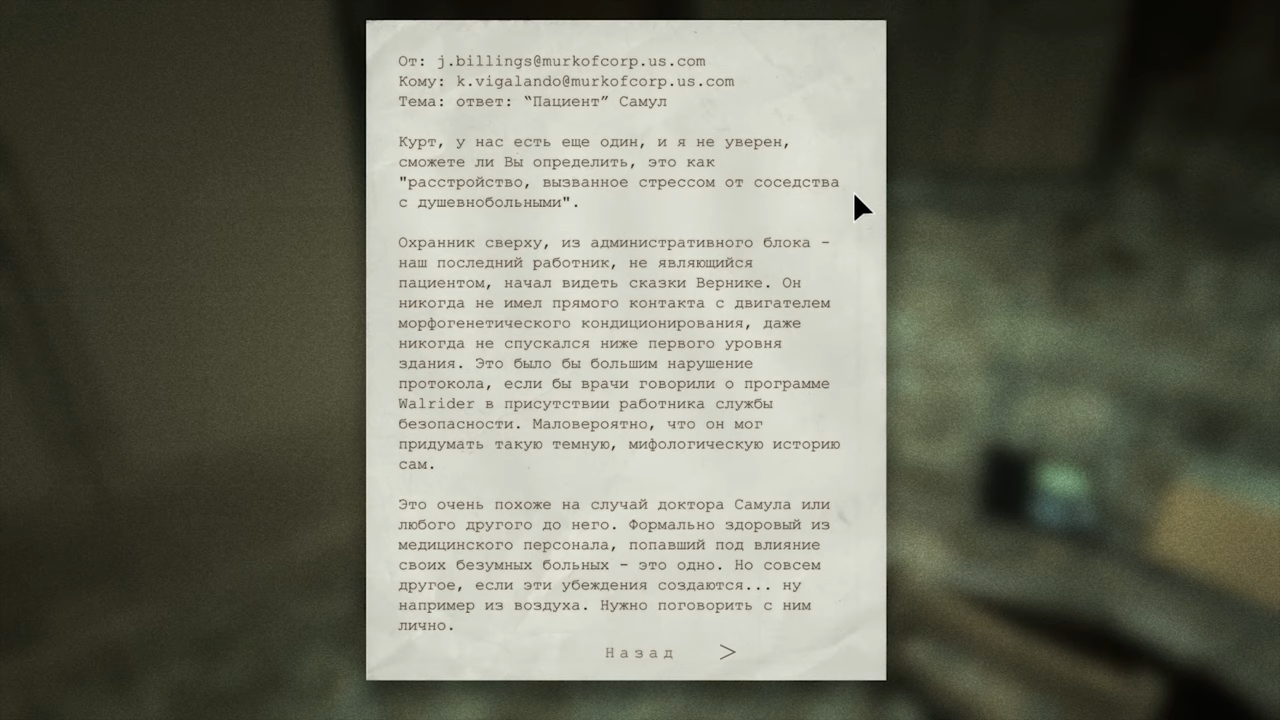 От: j.billings@murkofcorp.us.com
Кому: k.vigalando@murkofcorp.us.com
Тема: ответ: “Пациент” Самул
Курт, у нас есть еще один, и я не уверен,
сможете ли Вы определить, это как
"расстройство, вызванное стрессом от соседства
с душевнобольными".
Охранник сверху, из административного блока -
наш последний работник, не являющийся
пациентом, начал видеть сказки Вернике. Он
никогда не имел прямого контакта с двигателем
морфогенетического кондиционирования, даже
никогда не спускался ниже первого уровня
здания. Это было бы большим нарушение
протокола, если бы врачи говорили о программе
Walrider в присутствии работника службы
безопасности. Маловероятно, что он мог
придумать такую темную, мифологическую историю
сам.
Это очень похоже на случай доктора Самула или
любого другого до него. Формально здоровый из
медицинского персонала, попавший под влияние
своих безумных больных - это одно. Но совсем
другое, если эти убеждения создаются... ну
например из воздуха. Нужно поговорить с ним
лично.
Назад >